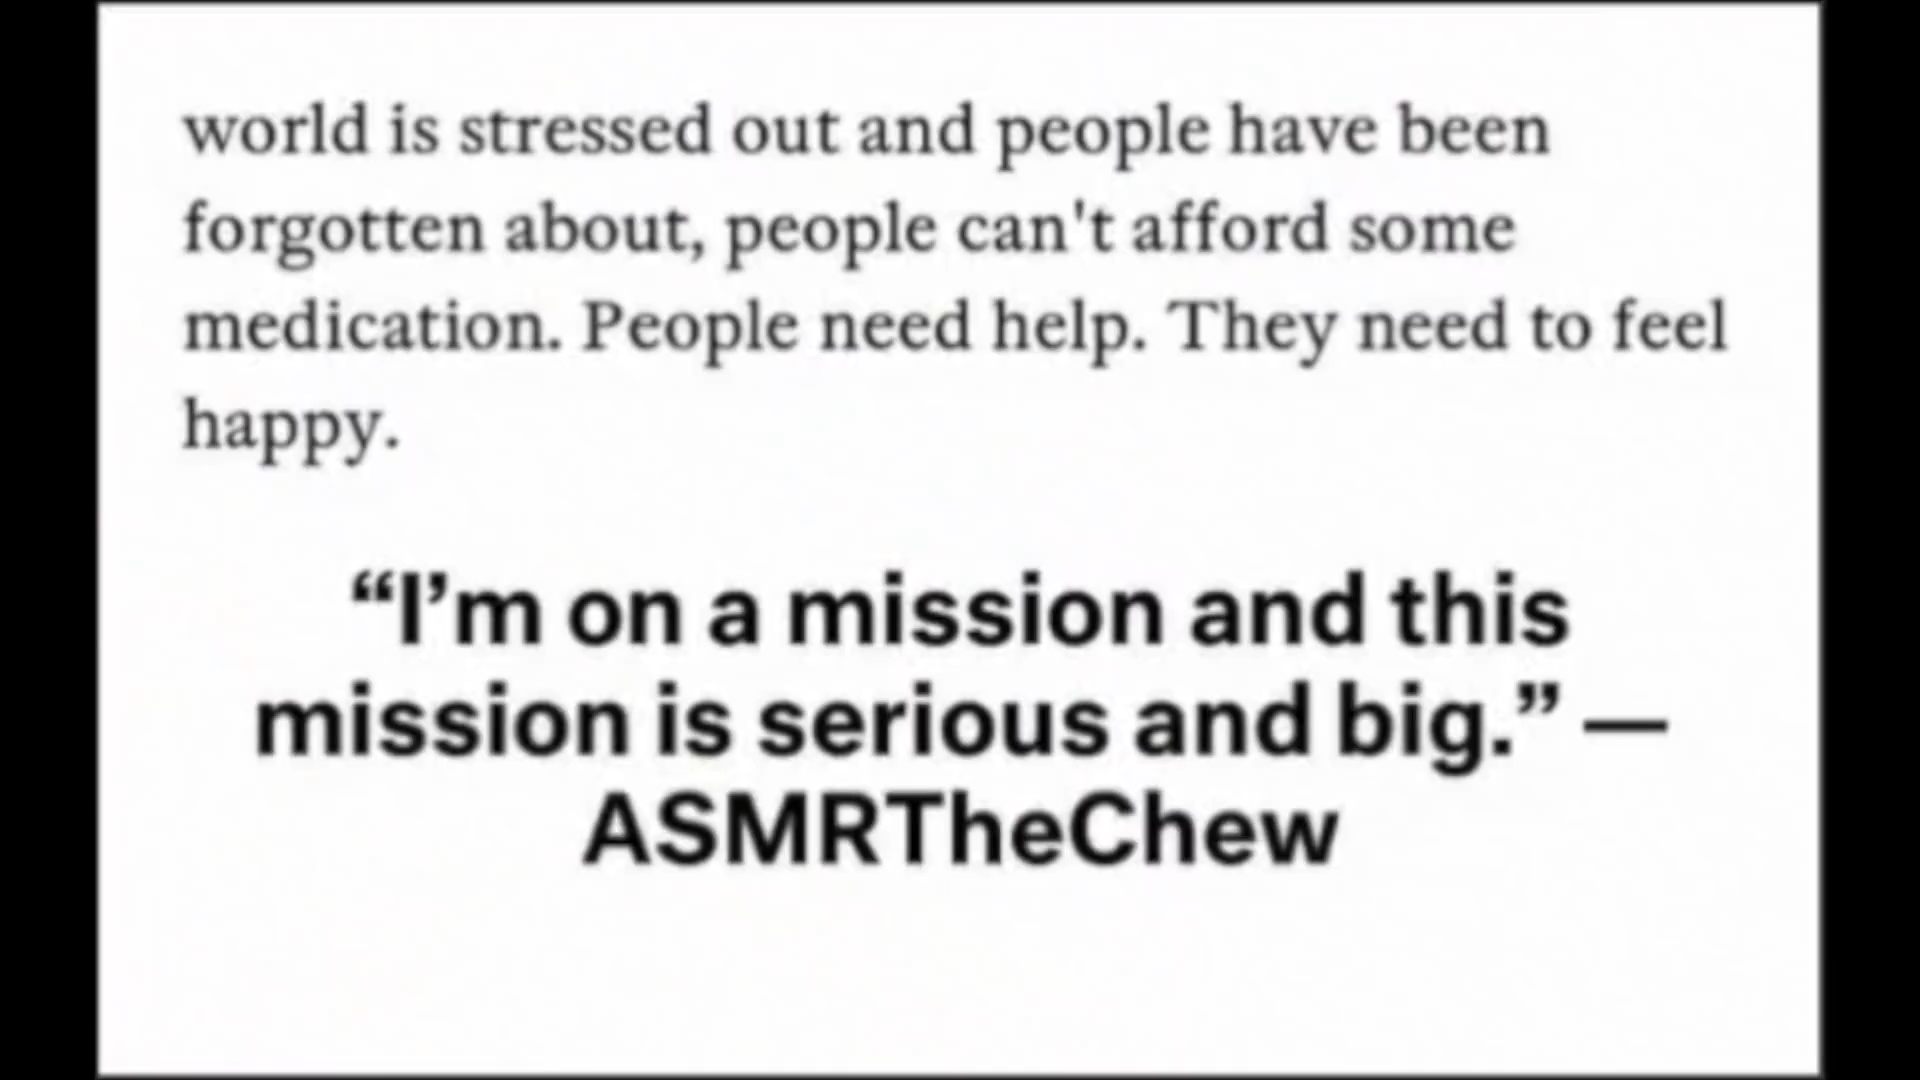 world is stressed out and people have been
forgotten about, people can't afford some
medication. People need help. They need to feel
happy.
“I’m on a mission and this
mission is serious and big.” —
ASMRTheChew